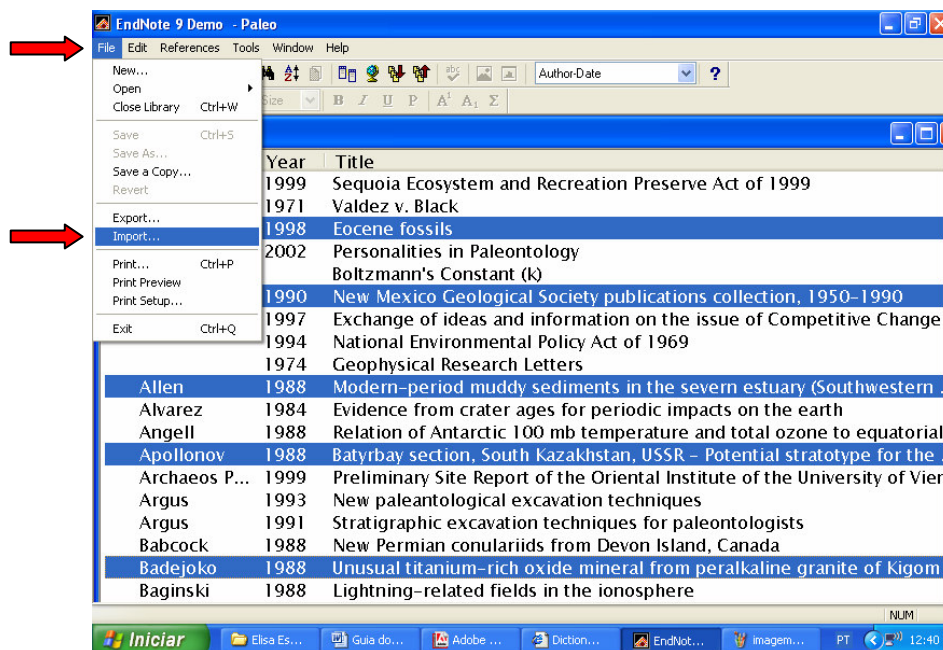 EndNote 9 Demo - Paleo
File Edit References Tools Window Help
New...
Open
Close Library Ctrl+W
Save Ctrl+S
Save As...
Save a Copy...
Revert
Export...
Import...
Print... Ctrl+P
Print Preview
Print Setup...
Exit Ctrl+Q
abc Author-Date ?
Size B I U P A¹ A₁ Σ
Year Title
1999 Sequoia Ecosystem and Recreation Preserve Act of 1999
1971 Valdez v. Black
1998 Eocene fossils
2002 Personalities in Paleontology
Boltzmann's Constant (k)
1990 New Mexico Geological Society publications collection, 1950-1990
1997 Exchange of ideas and information on the issue of Competitive Change
1994 National Environmental Policy Act of 1969
1974 Geophysical Research Letters
Allen 1988 Modern-period muddy sediments in the severn estuary (Southwestern .
Alvarez 1984 Evidence from crater ages for periodic impacts on the earth
Angell 1988 Relation of Antarctic 100 mb temperature and total ozone to equatorial
Apollonov 1988 Batyrbay section, South Kazakhstan, USSR - Potential stratotype for the .
Archaeos P... 1999 Preliminary Site Report of the Oriental Institute of the University of Vier
Argus 1993 New paleantological excavation techniques
Argus 1991 Stratigraphic excavation techniques for paleontologists
Babcock 1988 New Permian conulariids from Devon Island, Canada
Badejoko 1988 Unusual titanium-rich oxide mineral from peralkaline granite of Kigom
Baginski 1988 Lightning-related fields in the ionosphere
NUM
Iniciar Elisa Es... Guia do... Adobe ... Diction... EndNot... imagem... PT 12:40